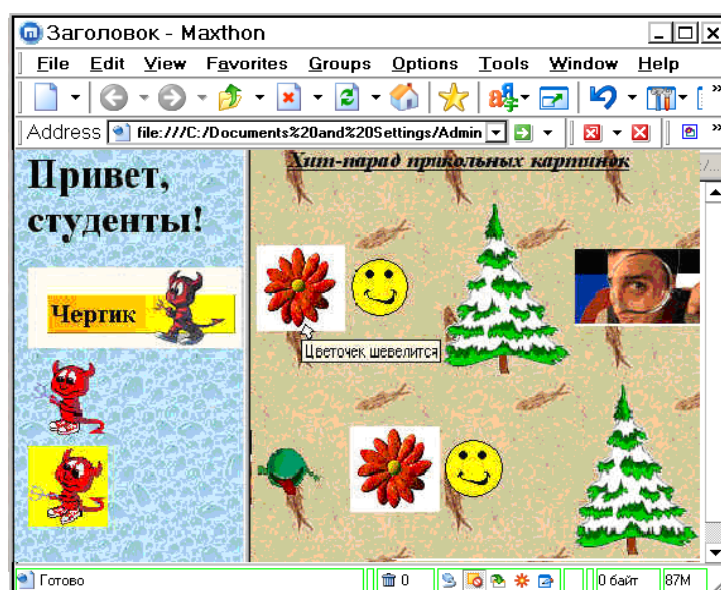 Заголовок - Maxthon
File Edit View Favorites Groups Options Tools Window Help
Address file:///C:/Documents%20and%20Settings/Admin
Привет,
студенты!
Чертик
Хит-парад прикольных картинок
Цветочек шевелится
Готово 0 0 байт 87M